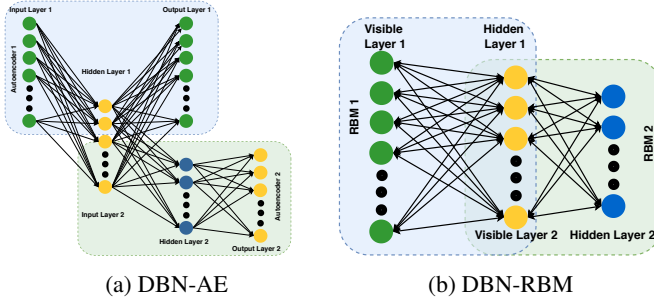 Input Layer 1
Output Layer 1
Autoencoder 1
Hidden Layer 1
Input Layer 2
Hidden Layer 2
Output Layer 2
Autoencoder 2
(a) DBN-AE
Visible
Layer 1
Hidden
Layer 1
RBM 1
RBM 2
Visible Layer 2
Hidden Layer 2
(b) DBN-RBM